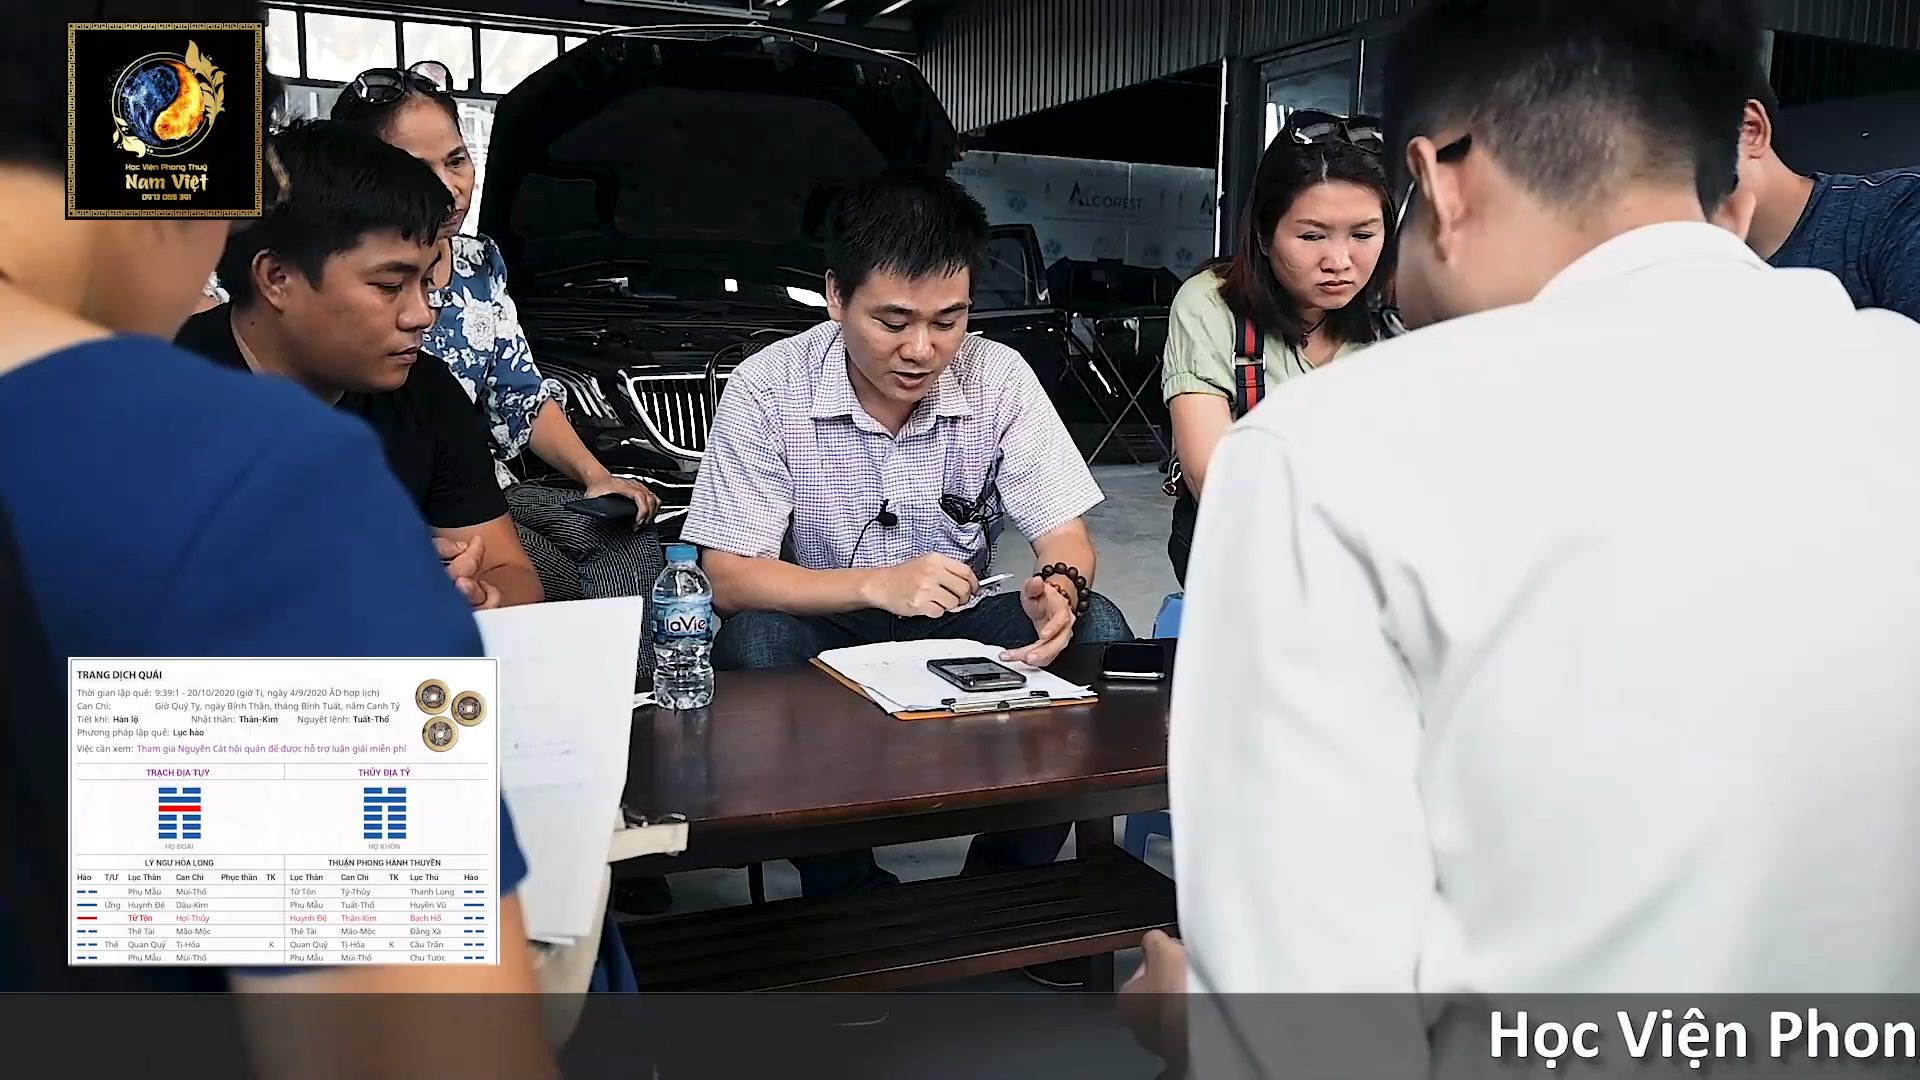 Học Viện Phong Thuỷ
Nam Việt
0973 055 391
ALCOREST
laVie
TRANG DỊCH QUÁI
Thời gian lập quẻ: 9:39:1 - 20/10/2020 (giờ Tị, ngày 4/9/2020 ÂD hợp lịch)
Can Chi: Giờ Quý Tỵ, ngày Bính Thân, tháng Bính Tuất, năm Canh Tý
Tiết khí: Hàn lộ Nhật thần: Thân-Kim Nguyệt lệnh: Tuất-Thổ
Phương pháp lập quẻ: Lục hào
Việc cần xem: Tham gia Nguyên Cát hội quán để được hỗ trợ luận giải miễn phí
TRẠCH ĐỊA TỤY THỦY ĐỊA TỶ
HỌ ĐOÀI HỌ KHÔN
LÝ NGƯ HÓA LONG THUẬN PHONG HÀNH THUYỀN
Hào T/Ư Lục Thân Can Chi Phục thần TK Lục Thân Can Chi TK Lục Thú Hào
Phụ Mẫu Mùi-Thổ Tử Tôn Tý-Thủy Thanh Long
Ứng Huynh Đệ Dậu-Kim Phụ Mẫu Tuất-Thổ Huyền Vũ
Tử Tôn Hợi-Thủy Huynh Đệ Thân-Kim Bạch Hổ
Thê Tài Mão-Mộc Thê Tài Mão-Mộc Đằng Xà
Thế Quan Quỷ Tị-Hỏa K Quan Quỷ Tị-Hỏa K Câu Trần
Phụ Mẫu Mùi-Thổ Phụ Mẫu Mùi-Thổ Chu Tước
Học Viện Phon